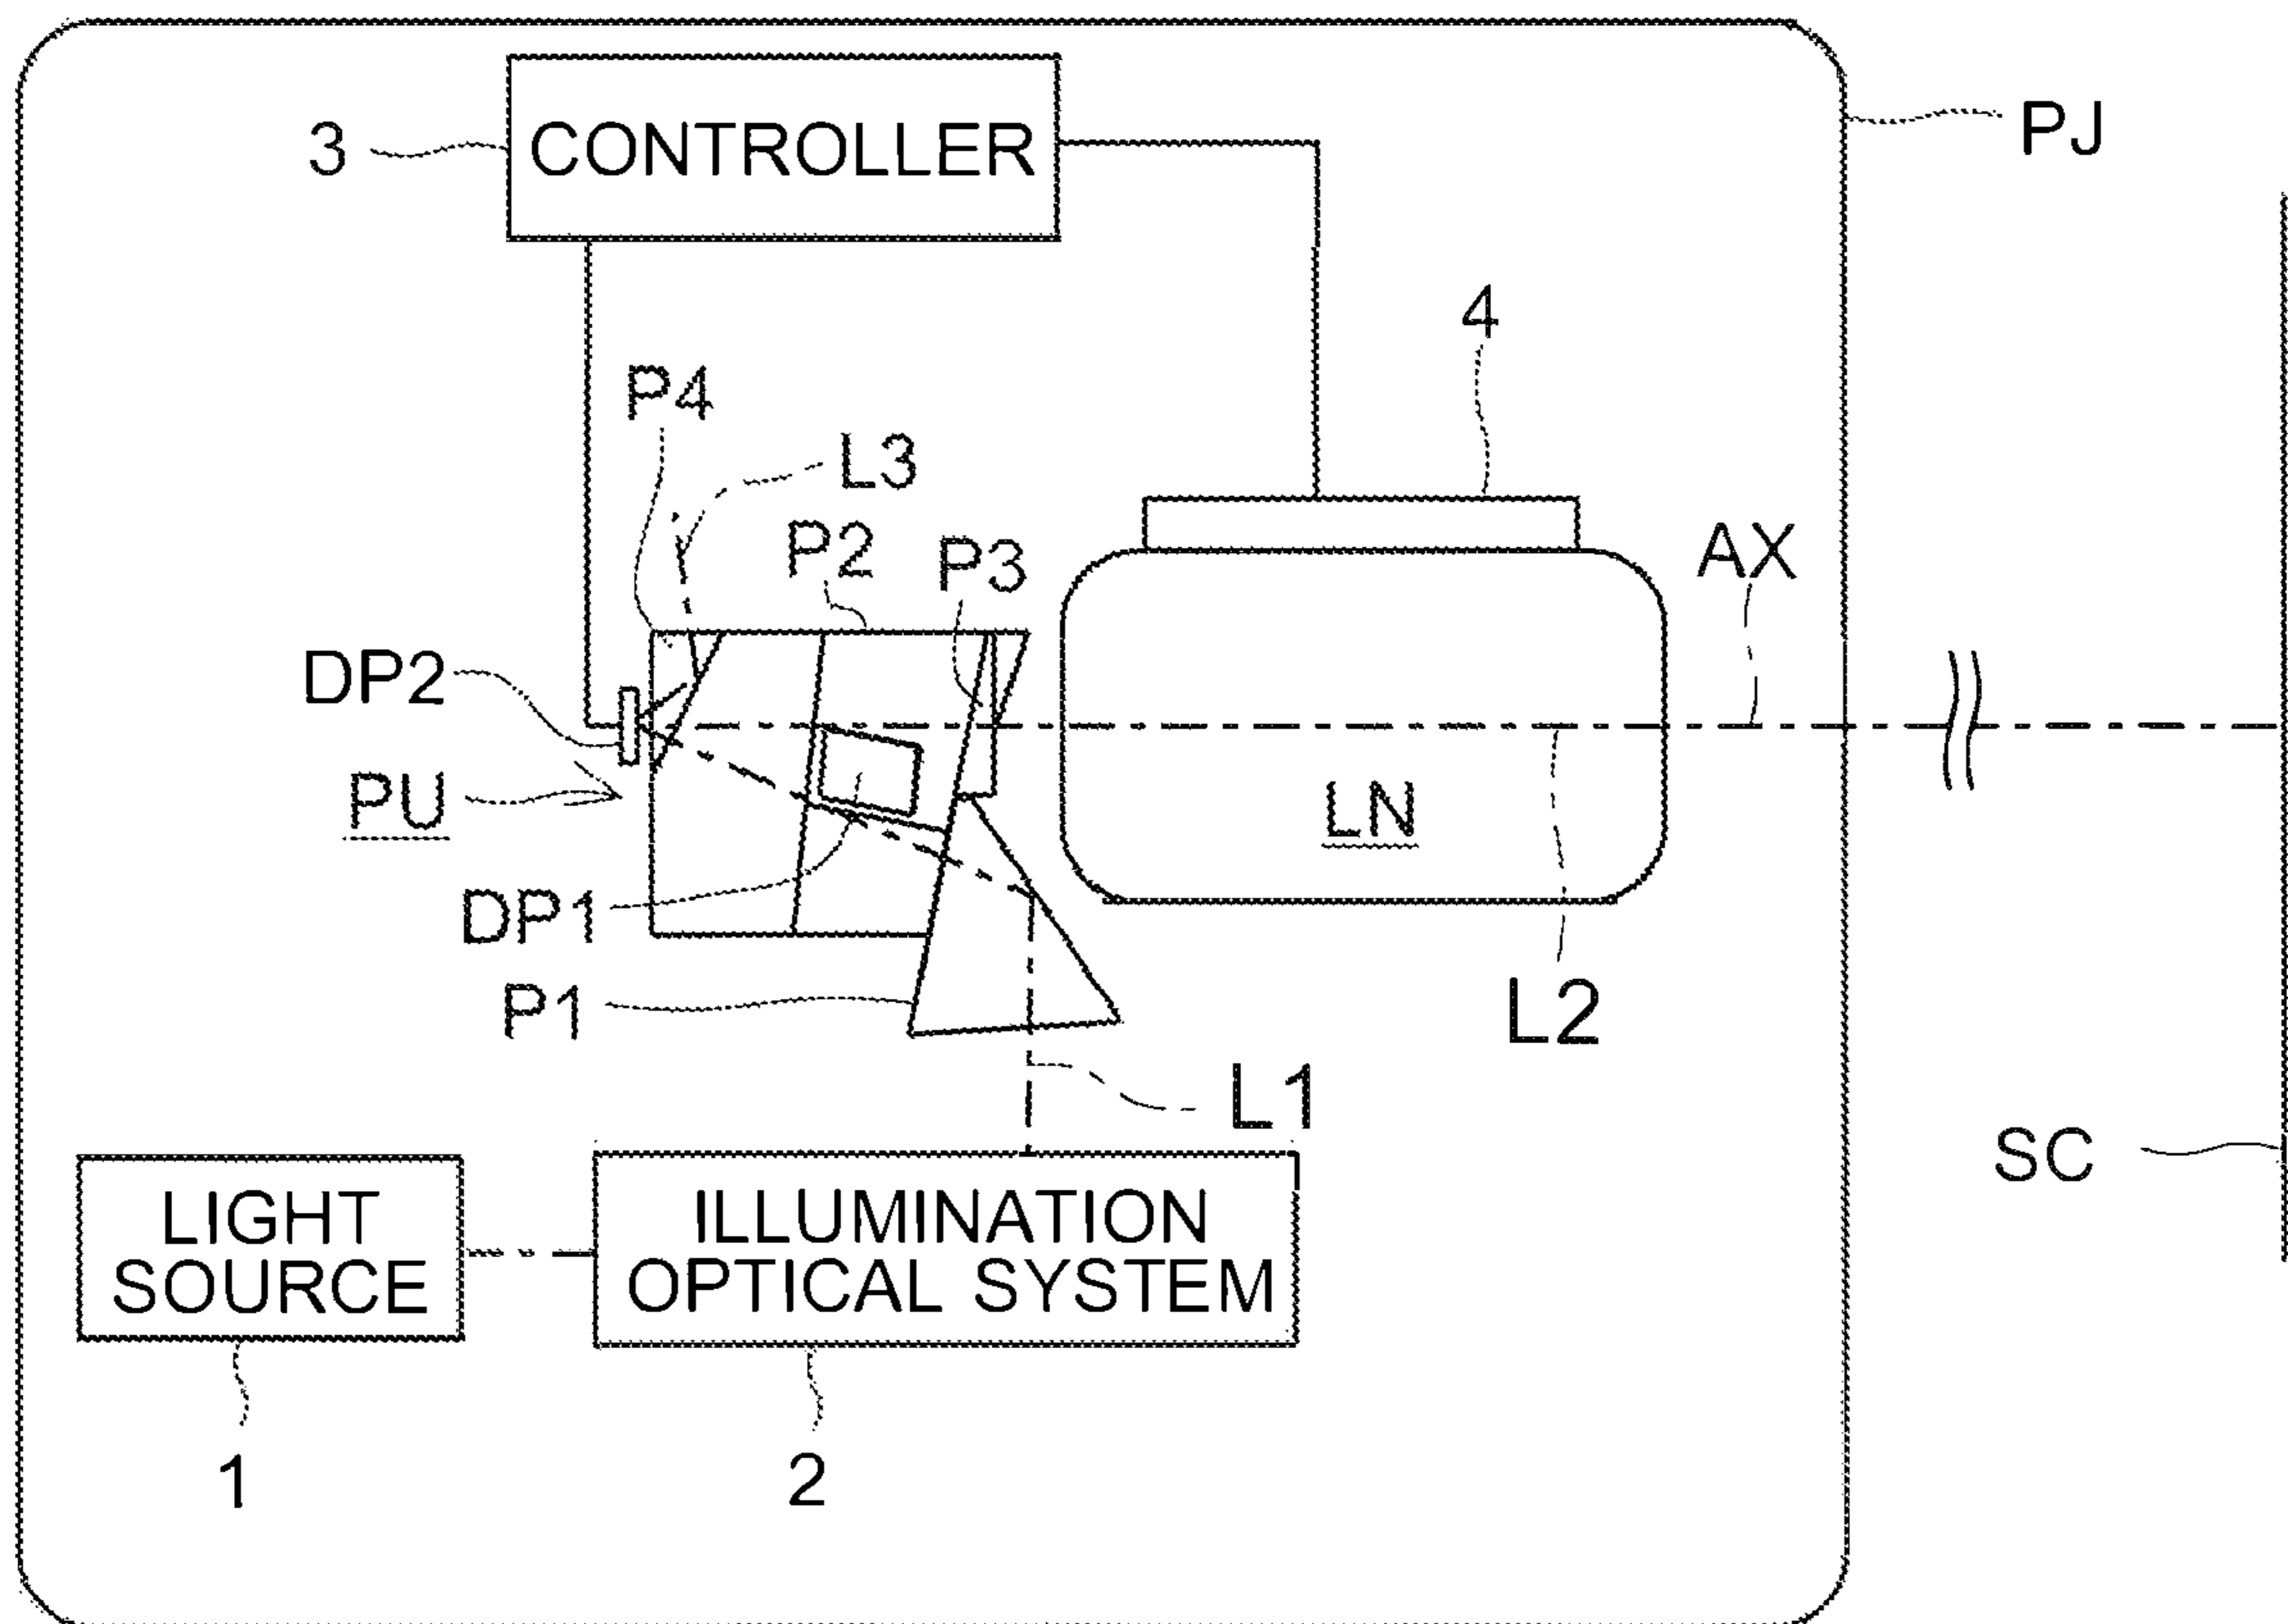 CONTROLLER
3
PJ
4
P4
L3
P2
P3
AX
DP2
PU
LN
DP1
P1
L2
L1
SC
LIGHT
SOURCE
ILLUMINATION
OPTICAL SYSTEM
1
2